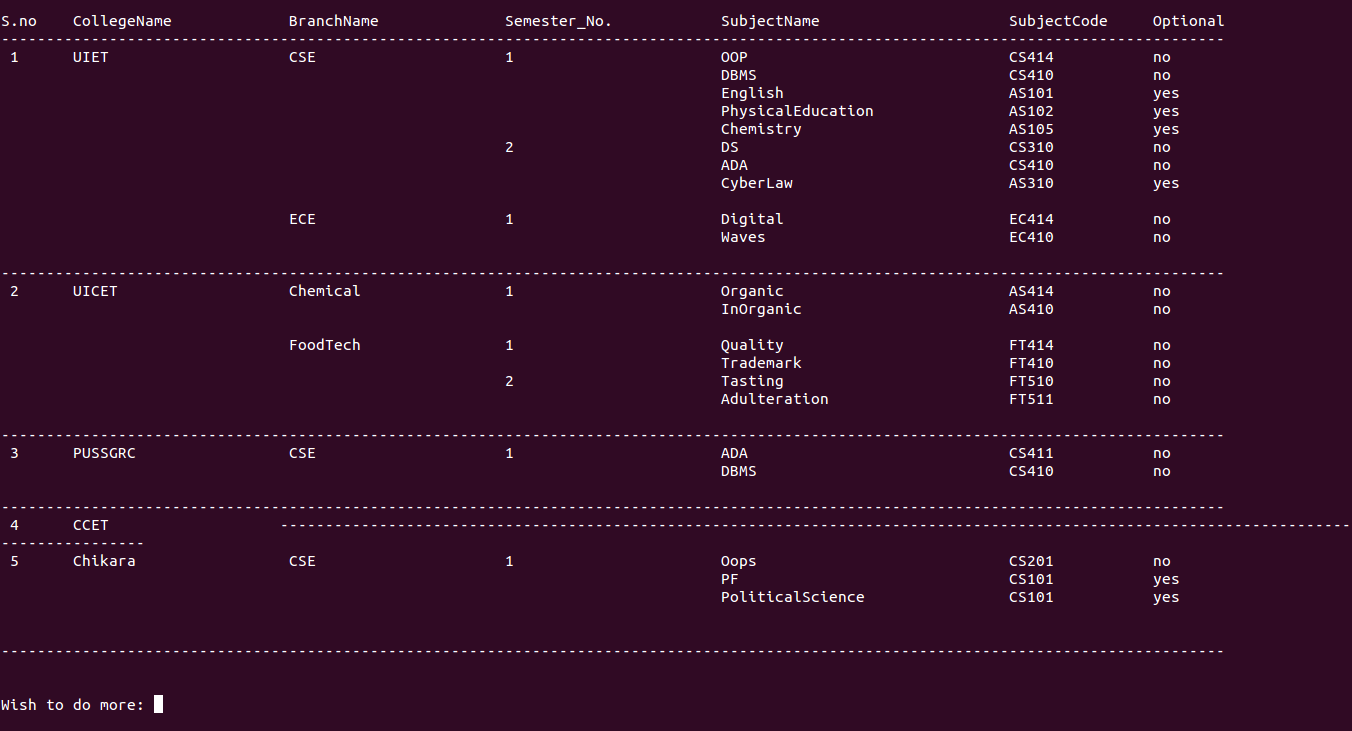 S.no CollegeName BranchName Semester_No. SubjectName SubjectCode Optional
----------------------------------------------------------------------------------------------------------------------------------------
1 UIET CSE 1 OOP CS414 no
DBMS CS410 no
English AS101 yes
PhysicalEducation AS102 yes
Chemistry AS105 yes
2 DS CS310 no
ADA CS410 no
CyberLaw AS310 yes
ECE 1 Digital EC414 no
Waves EC410 no
----------------------------------------------------------------------------------------------------------------------------------------
2 UICET Chemical 1 Organic AS414 no
InOrganic AS410 no
FoodTech 1 Quality FT414 no
Trademark FT410 no
2 Tasting FT510 no
Adulteration FT511 no
----------------------------------------------------------------------------------------------------------------------------------------
3 PUSSGRC CSE 1 ADA CS411 no
DBMS CS410 no
----------------------------------------------------------------------------------------------------------------------------------------
4 CCET -----------------------------------------------------------------------------------------------------------------------
----------------
5 Chikara CSE 1 Oops CS201 no
PF CS101 yes
PoliticalScience CS101 yes
----------------------------------------------------------------------------------------------------------------------------------------
Wish to do more: